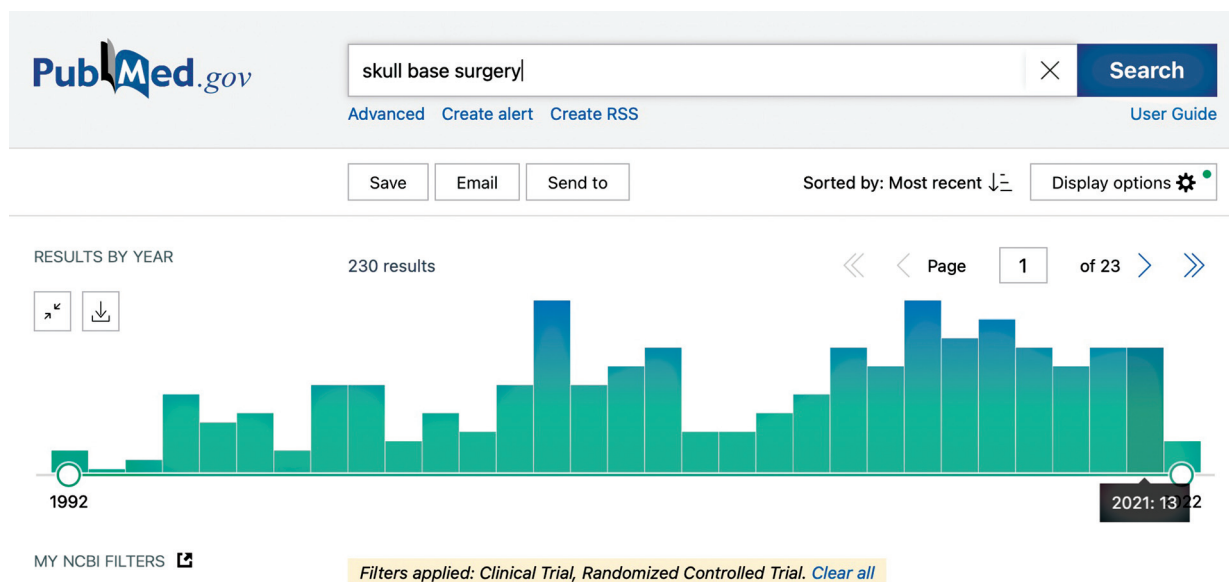 PubMed.gov
skull base surgery
Search
Advanced Create alert Create RSS
User Guide
Save Email Send to
Sorted by: Most recent
Display options
RESULTS BY YEAR
230 results
Page 1 of 23
1992
2021: 13
22
MY NCBI FILTERS
Filters applied: Clinical Trial, Randomized Controlled Trial. Clear all